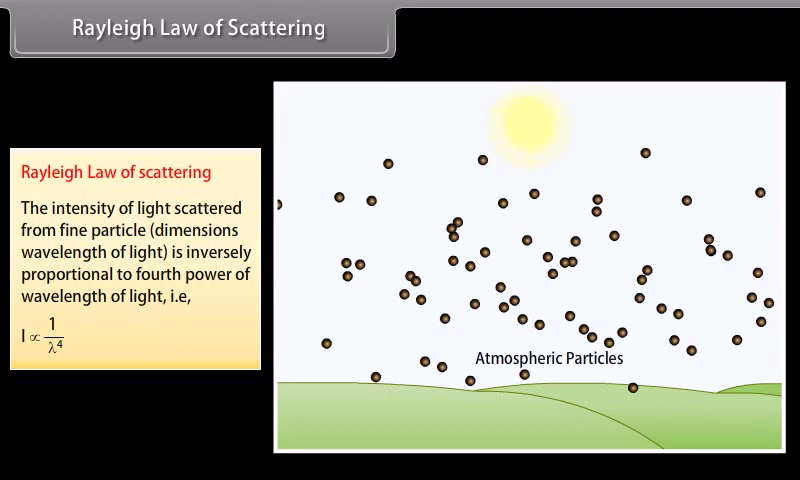 Rayleigh Law of Scattering
Rayleigh Law of scattering
The intensity of light scattered
from fine particle (dimensions
wavelength of light) is inversely
proportional to fourth power of
wavelength of light, i.e,
I ∝ 1/λ⁴
Atmospheric Particles